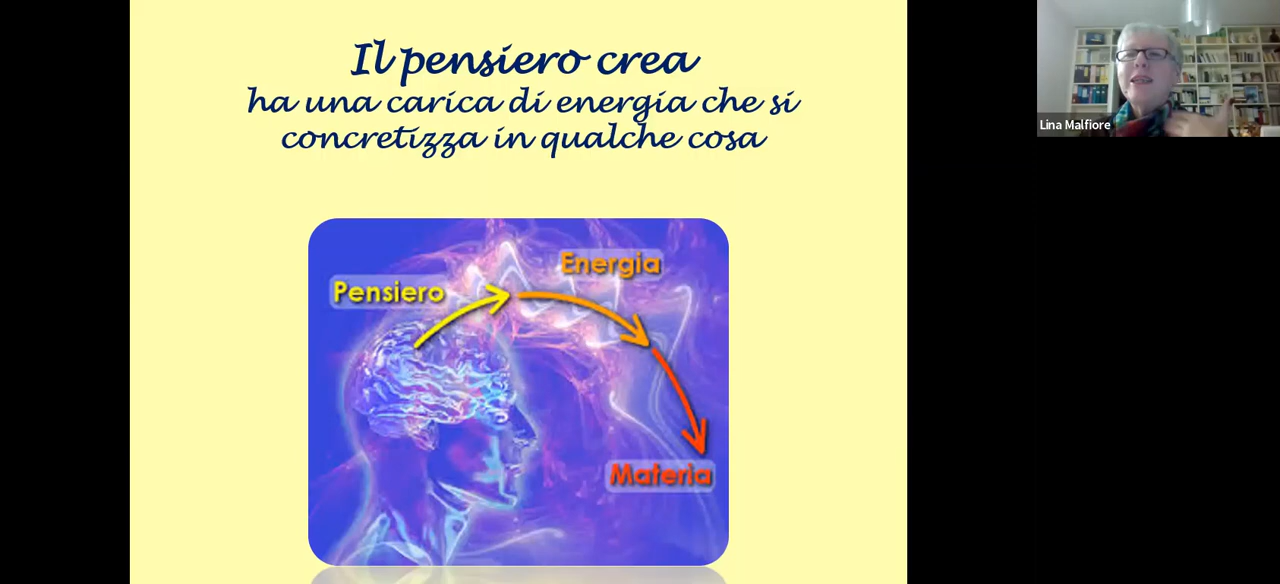 Il pensiero crea
ha una carica di energia che si
concretizza in qualche cosa
Energia
Pensiero
Materia
Lina Malfiore